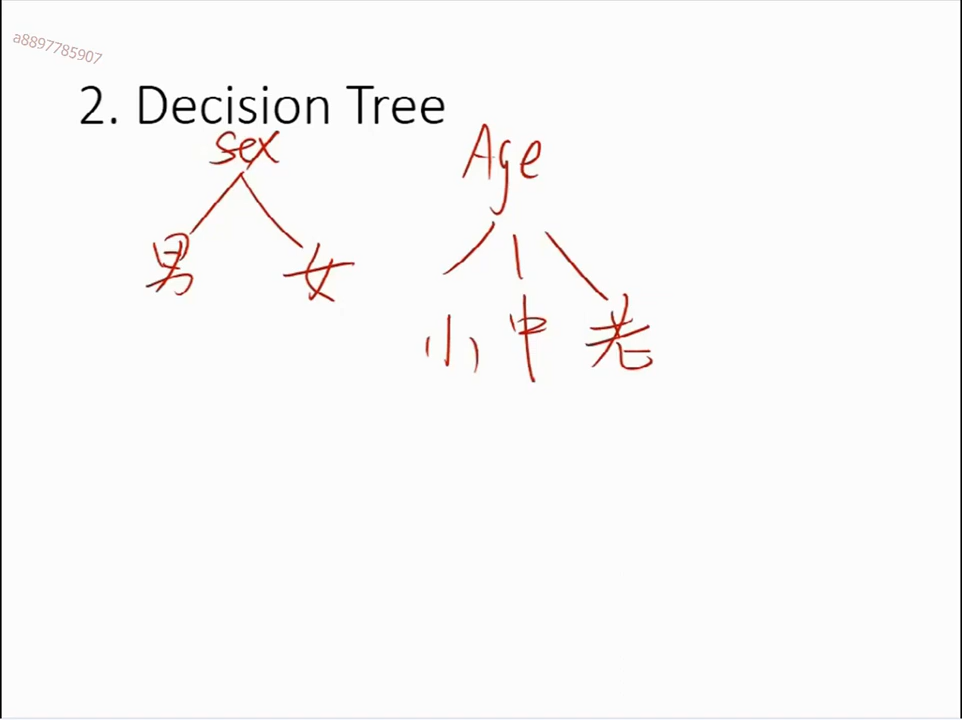 a8897785907
2. Decision Tree
sex
Age
男 女
小 中 老